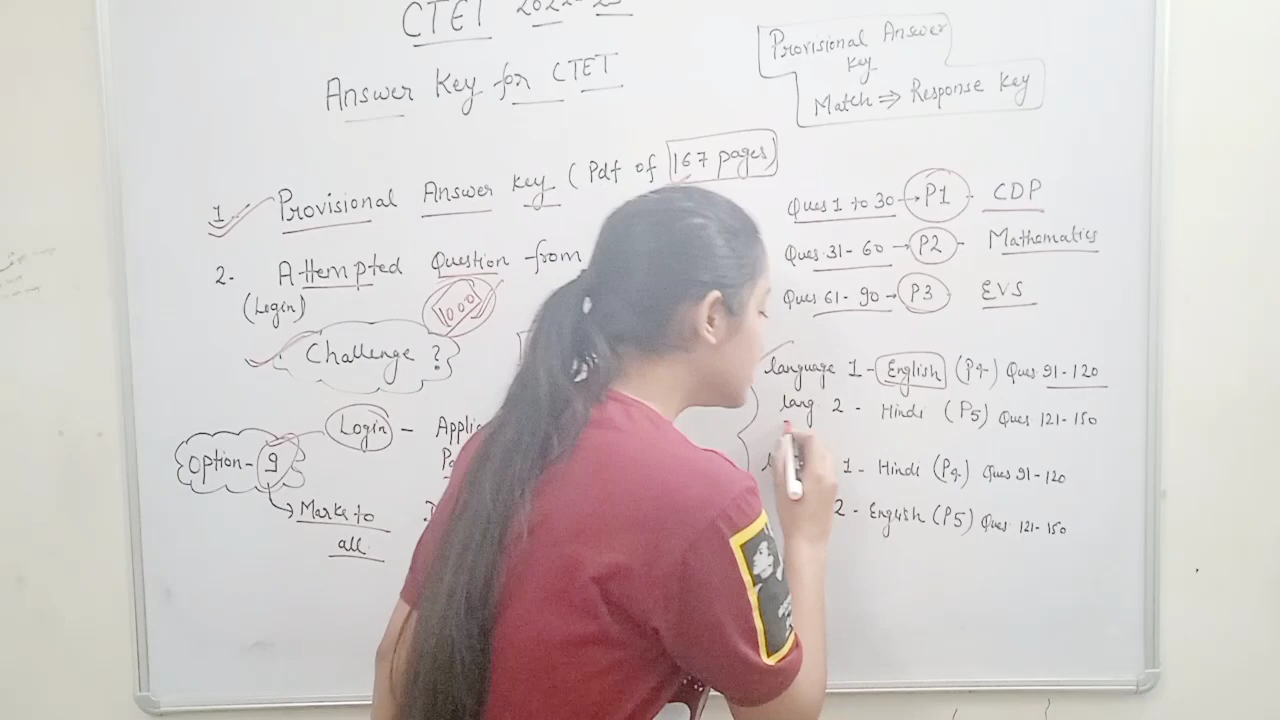 CTET 2022-23
Answer Key for CTET
Provisional Answer
Key
Match ⇒ Response Key
1. Provisional Answer Key (Pdf of 167 pages)
2- Attempted Question from
(Login)
1000
Challenge ?
Login -
Option-9
→ Marks to
all.
Ques 1 to 30 → P1 CDP
Ques 31-60 → P2 - Mathematics
Ques 61-90 → P3 EVS
language 1 - English (P4) Ques 91-120
lang 2 - Hindi (P5) Ques 121-150
1- Hindi (P4) Ques 91-120
2- English (P5) Ques 121-150